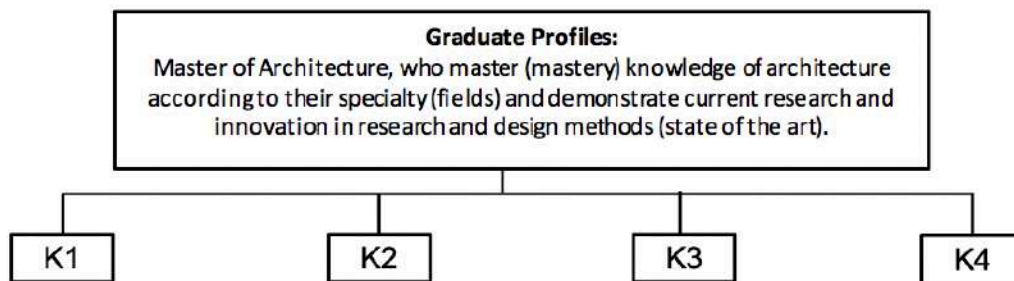 Graduate Profiles:
Master of Architecture, who master (mastery) knowledge of architecture
according to their specialty (fields) and demonstrate current research and
innovation in research and design methods (state of the art).
K1 K2 K3 K4